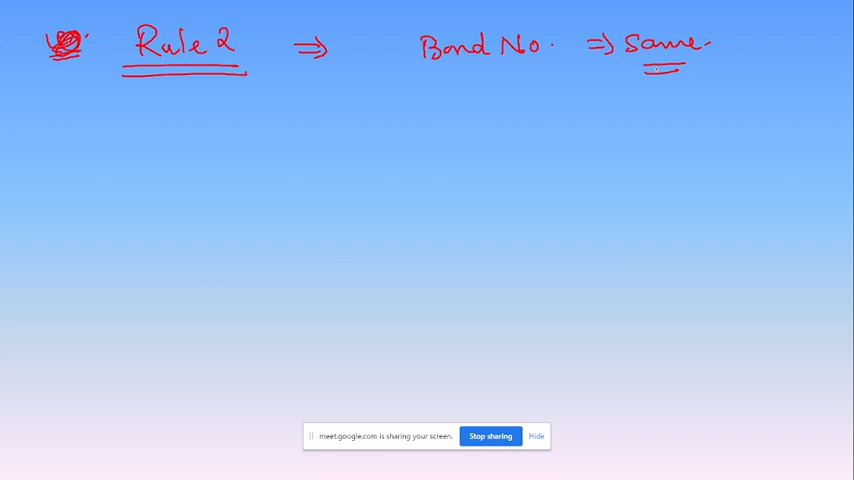 Rule 2 ⇒ Bond No. ⇒ Same.
meet.google.com is sharing your screen. Stop sharing Hide